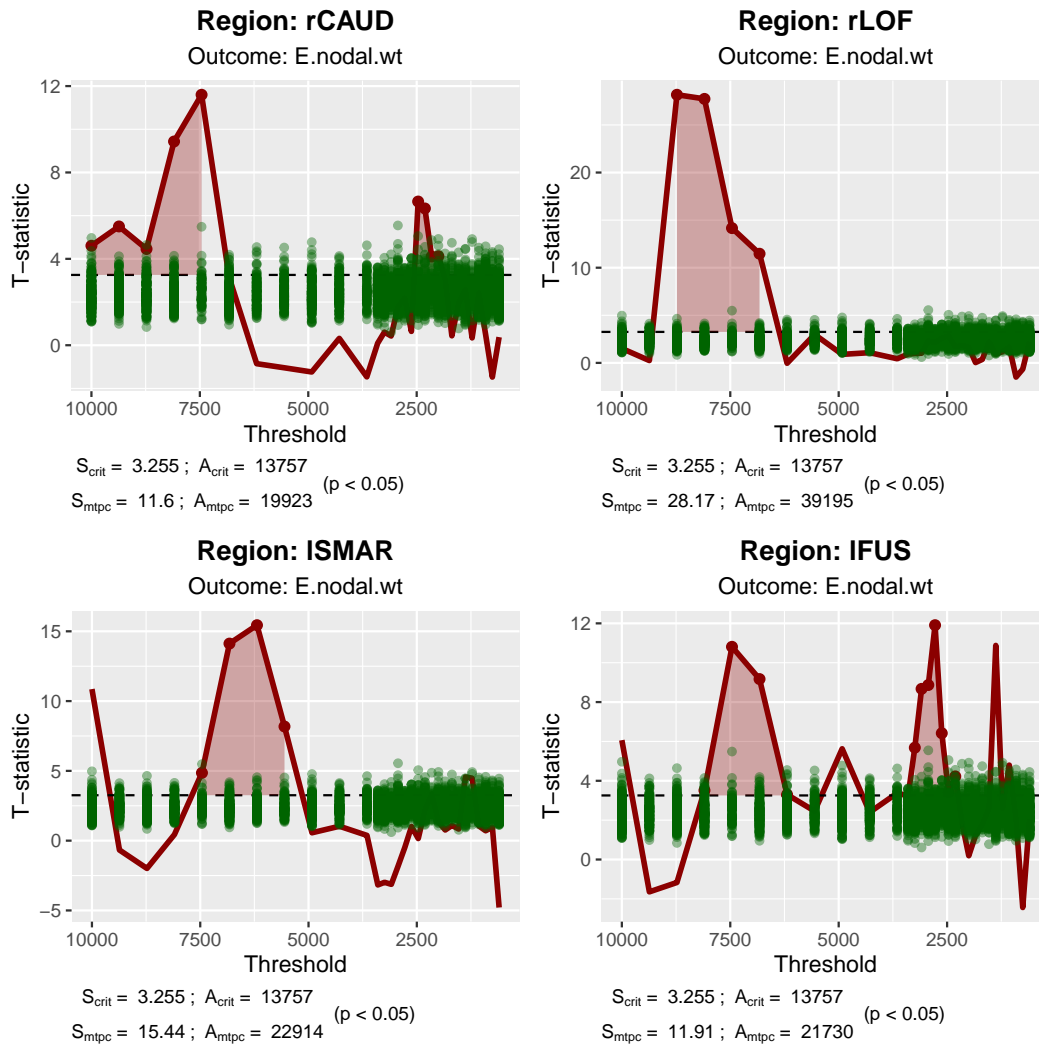 Region: rCAUD
Outcome: E.nodal.wt
12
8
4
0
T−statistic
10000
7500
5000
2500
Threshold
Scrit = 3.255 ; Acrit = 13757
Smtpc = 11.6 ; Amtpc = 19923
(p < 0.05)
Region: rLOF
Outcome: E.nodal.wt
20
10
0
T−statistic
10000
7500
5000
2500
Threshold
Scrit = 3.255 ; Acrit = 13757
Smtpc = 28.17 ; Amtpc = 39195
(p < 0.05)
Region: lSMAR
Outcome: E.nodal.wt
15
10
5
0
−5
T−statistic
10000
7500
5000
2500
Threshold
Scrit = 3.255 ; Acrit = 13757
Smtpc = 15.44 ; Amtpc = 22914
(p < 0.05)
Region: lFUS
Outcome: E.nodal.wt
12
8
4
0
T−statistic
10000
7500
5000
2500
Threshold
Scrit = 3.255 ; Acrit = 13757
Smtpc = 11.91 ; Amtpc = 21730
(p < 0.05)